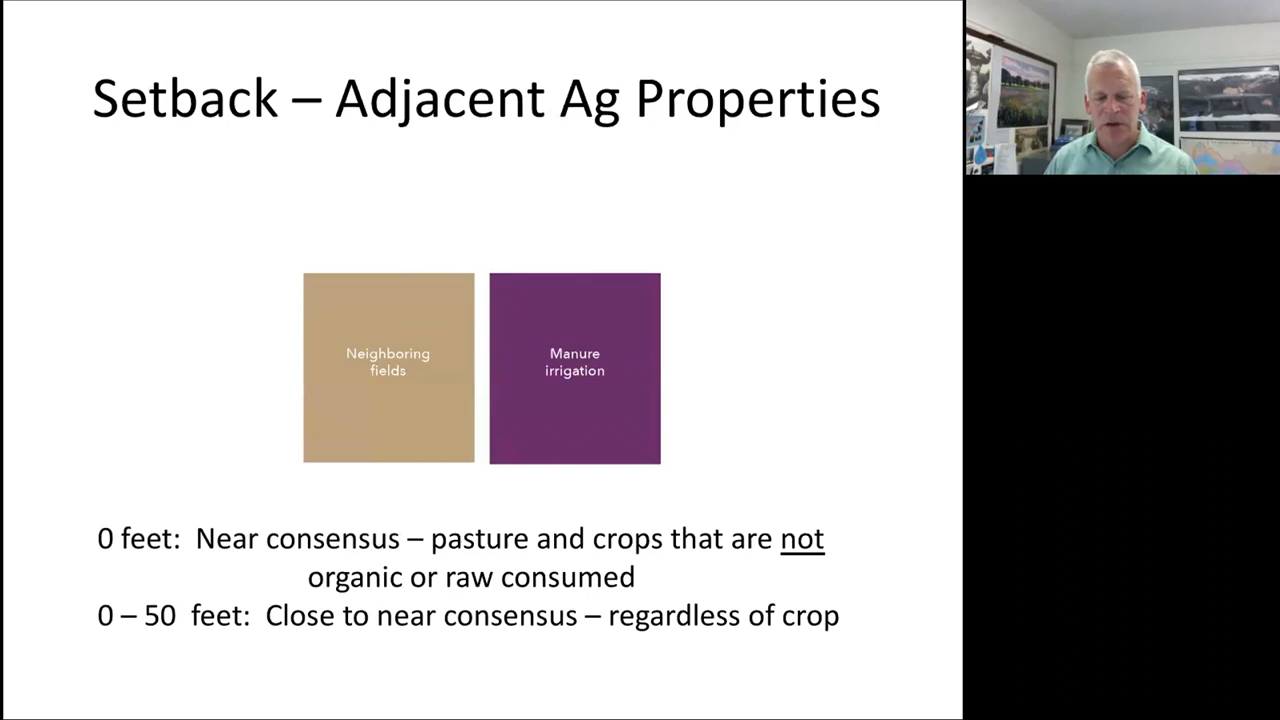 Setback – Adjacent Ag Properties
Neighboring
fields
Manure
irrigation
0 feet:  Near consensus – pasture and crops that are not
organic or raw consumed
0 – 50  feet:  Close to near consensus – regardless of crop